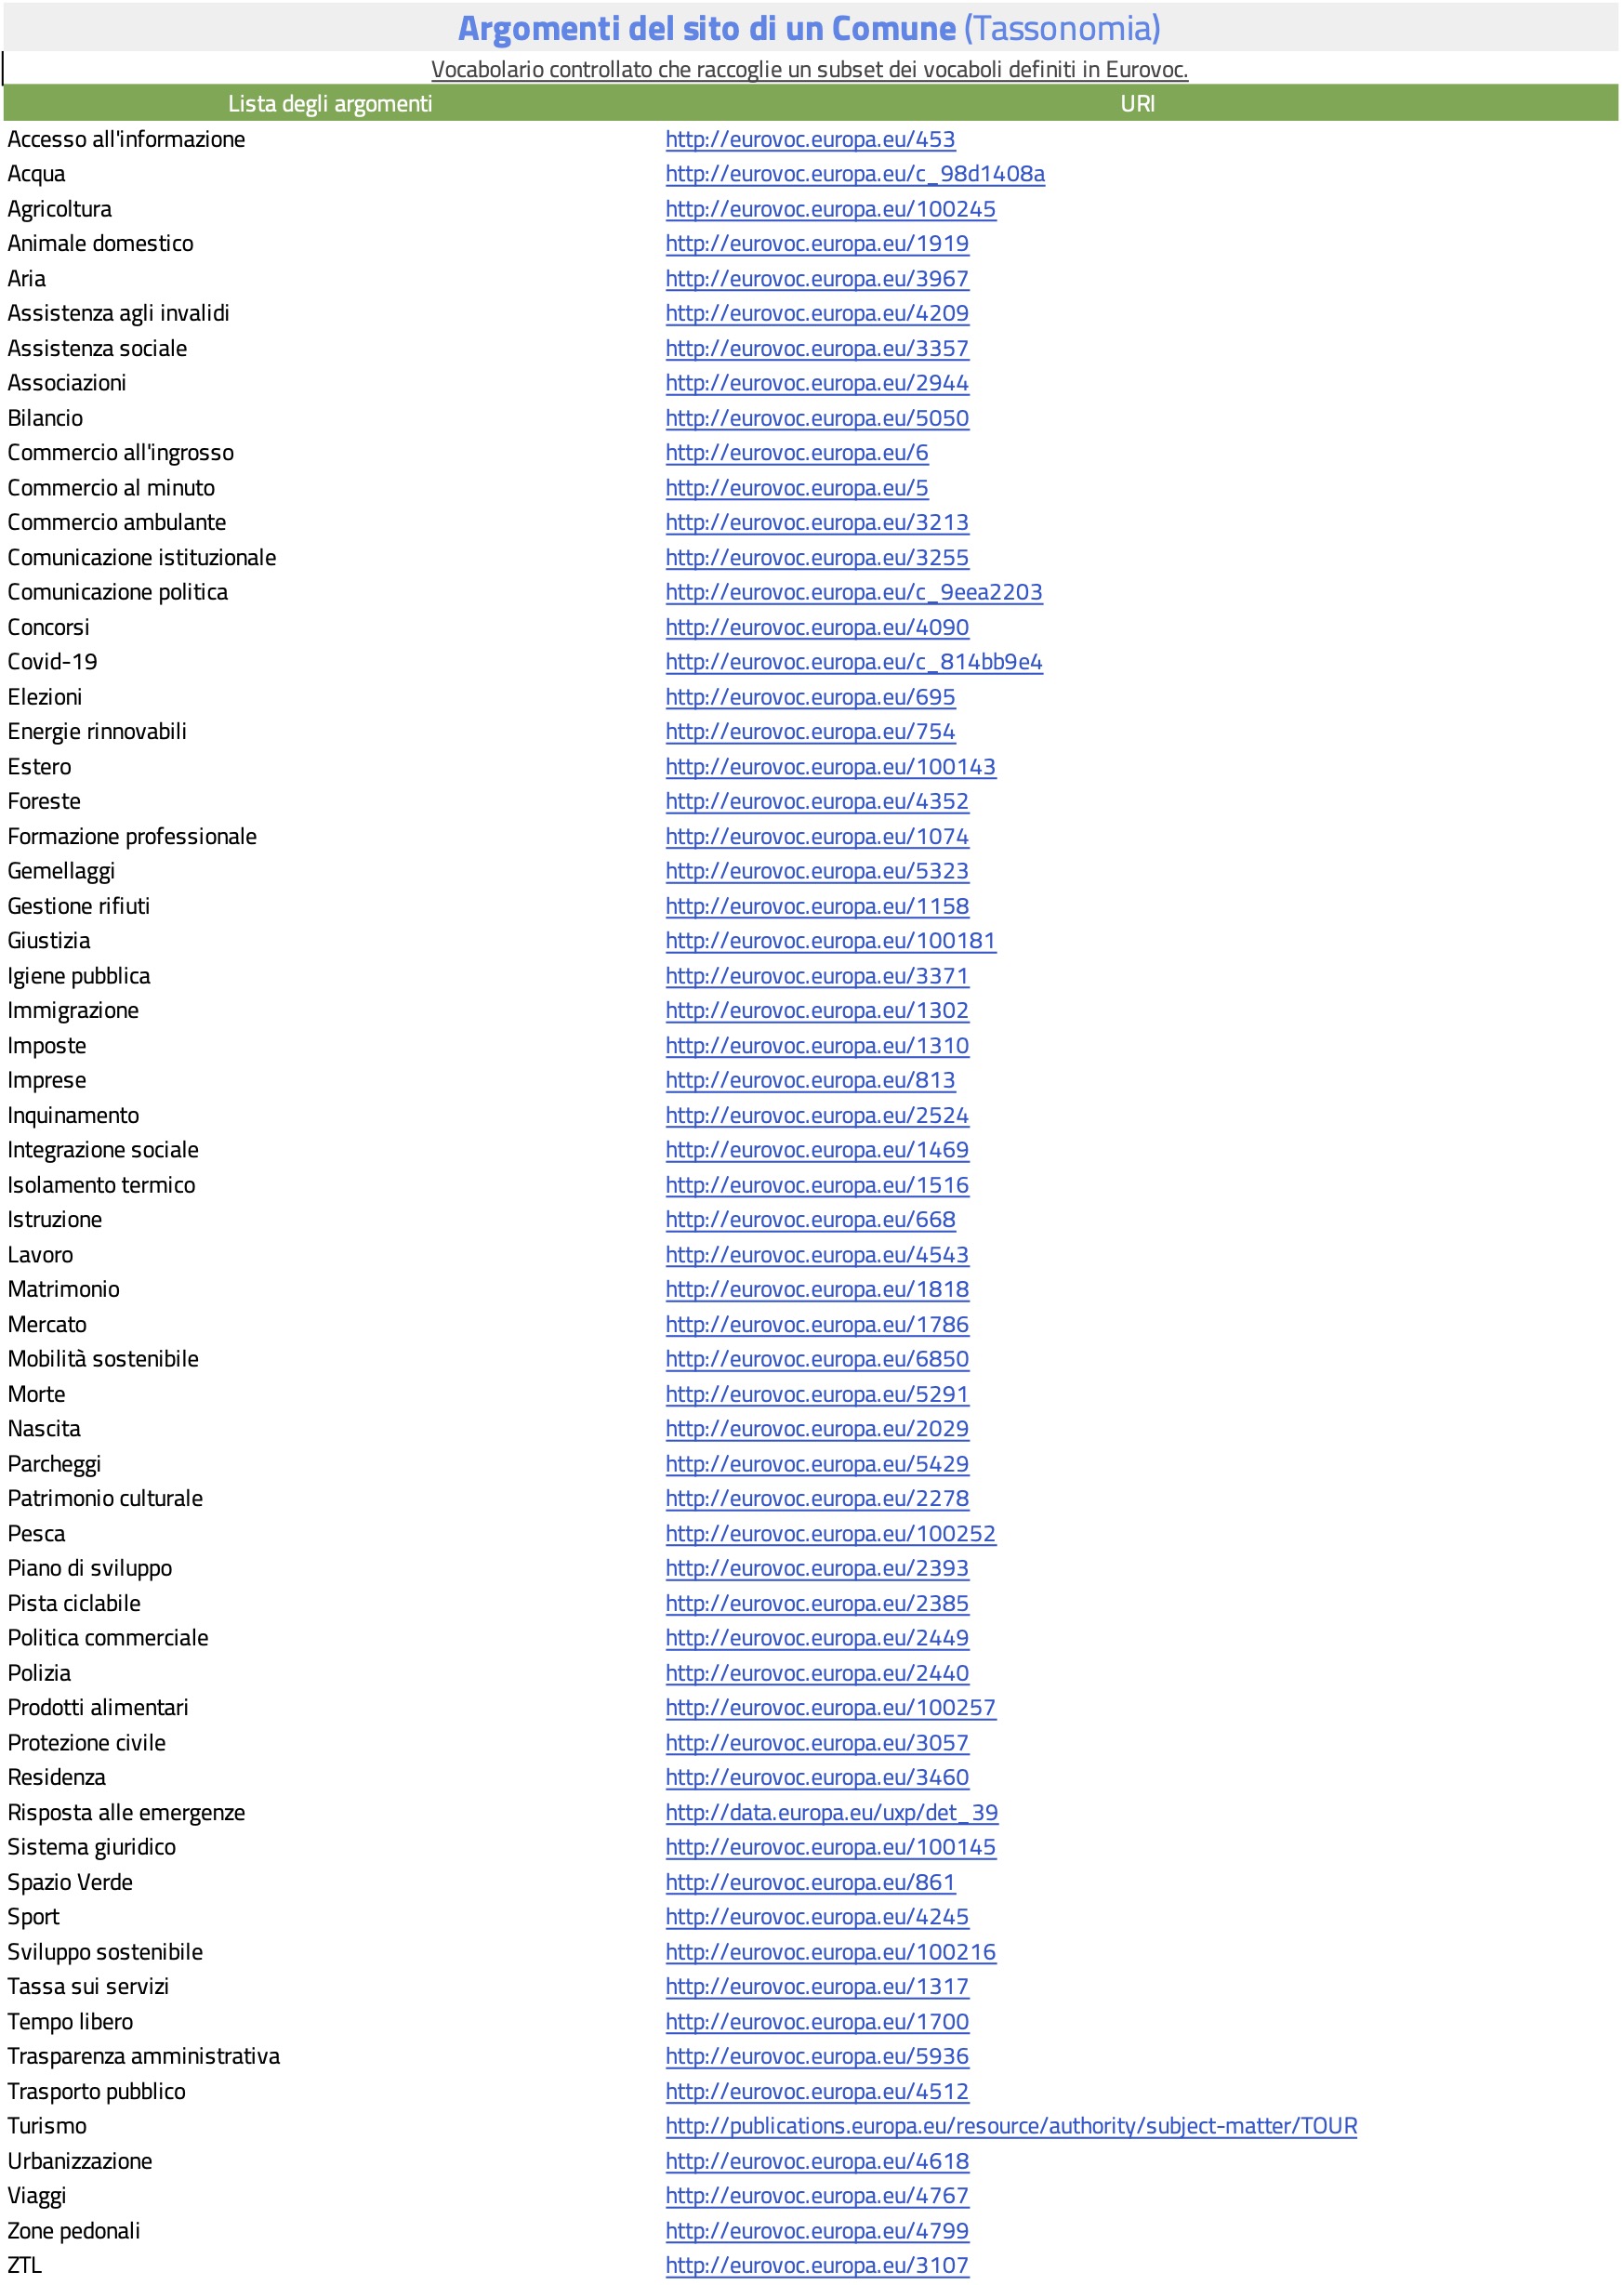 Argomenti del sito di un Comune (Tassonomia)
Vocabolario controllato che raccoglie un subset dei vocaboli definiti in Eurovoc.
Lista degli argomenti URI
Accesso all'informazione http://eurovoc.europa.eu/453
Acqua http://eurovoc.europa.eu/c_98d1408a
Agricoltura http://eurovoc.europa.eu/100245
Animale domestico http://eurovoc.europa.eu/1919
Aria http://eurovoc.europa.eu/3967
Assistenza agli invalidi http://eurovoc.europa.eu/4209
Assistenza sociale http://eurovoc.europa.eu/3357
Associazioni http://eurovoc.europa.eu/2944
Bilancio http://eurovoc.europa.eu/5050
Commercio all'ingrosso http://eurovoc.europa.eu/6
Commercio al minuto http://eurovoc.europa.eu/5
Commercio ambulante http://eurovoc.europa.eu/3213
Comunicazione istituzionale http://eurovoc.europa.eu/3255
Comunicazione politica http://eurovoc.europa.eu/c_9eea2203
Concorsi http://eurovoc.europa.eu/4090
Covid-19 http://eurovoc.europa.eu/c_814bb9e4
Elezioni http://eurovoc.europa.eu/695
Energie rinnovabili http://eurovoc.europa.eu/754
Estero http://eurovoc.europa.eu/100143
Foreste http://eurovoc.europa.eu/4352
Formazione professionale http://eurovoc.europa.eu/1074
Gemellaggi http://eurovoc.europa.eu/5323
Gestione rifiuti http://eurovoc.europa.eu/1158
Giustizia http://eurovoc.europa.eu/100181
Igiene pubblica http://eurovoc.europa.eu/3371
Immigrazione http://eurovoc.europa.eu/1302
Imposte http://eurovoc.europa.eu/1310
Imprese http://eurovoc.europa.eu/813
Inquinamento http://eurovoc.europa.eu/2524
Integrazione sociale http://eurovoc.europa.eu/1469
Isolamento termico http://eurovoc.europa.eu/1516
Istruzione http://eurovoc.europa.eu/668
Lavoro http://eurovoc.europa.eu/4543
Matrimonio http://eurovoc.europa.eu/1818
Mercato http://eurovoc.europa.eu/1786
Mobilità sostenibile http://eurovoc.europa.eu/6850
Morte http://eurovoc.europa.eu/5291
Nascita http://eurovoc.europa.eu/2029
Parcheggi http://eurovoc.europa.eu/5429
Patrimonio culturale http://eurovoc.europa.eu/2278
Pesca http://eurovoc.europa.eu/100252
Piano di sviluppo http://eurovoc.europa.eu/2393
Pista ciclabile http://eurovoc.europa.eu/2385
Politica commerciale http://eurovoc.europa.eu/2449
Polizia http://eurovoc.europa.eu/2440
Prodotti alimentari http://eurovoc.europa.eu/100257
Protezione civile http://eurovoc.europa.eu/3057
Residenza http://eurovoc.europa.eu/3460
Risposta alle emergenze http://data.europa.eu/uxp/det_39
Sistema giuridico http://eurovoc.europa.eu/100145
Spazio Verde http://eurovoc.europa.eu/861
Sport http://eurovoc.europa.eu/4245
Sviluppo sostenibile http://eurovoc.europa.eu/100216
Tassa sui servizi http://eurovoc.europa.eu/1317
Tempo libero http://eurovoc.europa.eu/1700
Trasparenza amministrativa http://eurovoc.europa.eu/5936
Trasporto pubblico http://eurovoc.europa.eu/4512
Turismo http://publications.europa.eu/resource/authority/subject-matter/TOUR
Urbanizzazione http://eurovoc.europa.eu/4618
Viaggi http://eurovoc.europa.eu/4767
Zone pedonali http://eurovoc.europa.eu/4799
ZTL http://eurovoc.europa.eu/3107